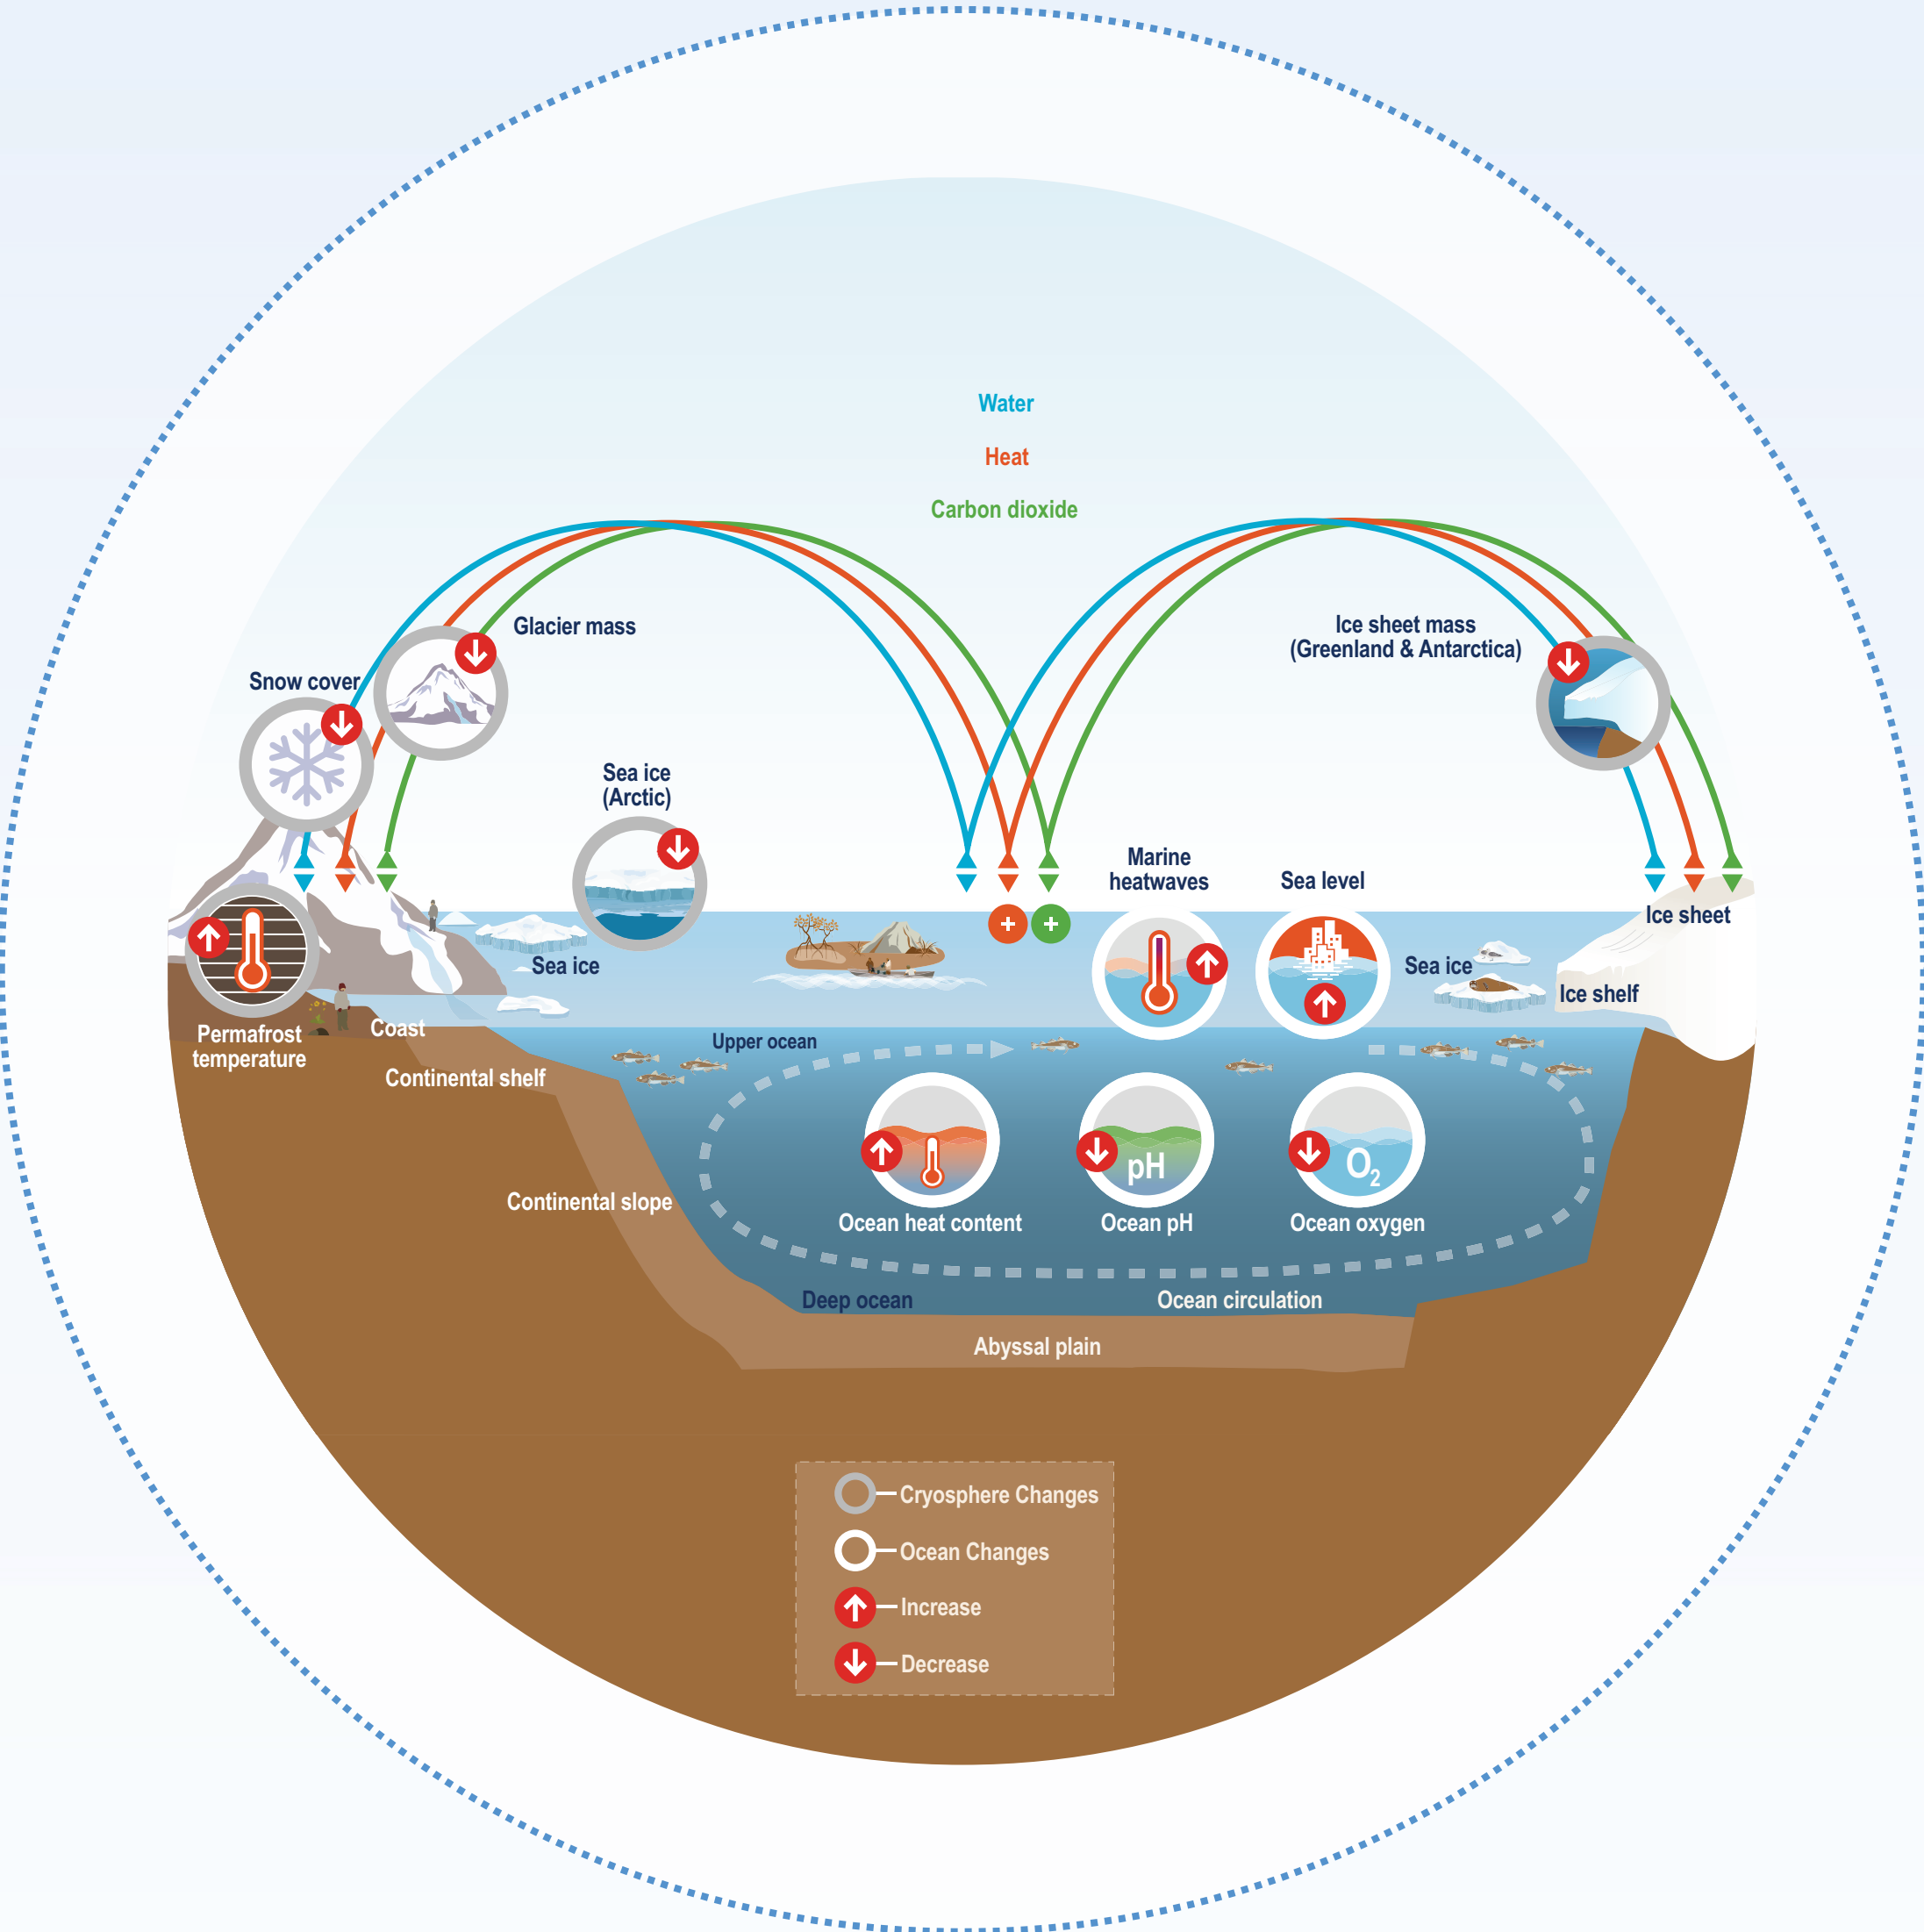 Water
Heat
Carbon dioxide
Glacier mass
Ice sheet mass
(Greenland & Antarctica)
Snow cover
Sea ice
(Arctic)
Marine
heatwaves
Sea level
Ice sheet
Sea ice
Sea ice
Ice shelf
Permafrost
temperature
Coast
Upper ocean
Continental shelf
pH
O2
Continental slope
Ocean heat content
Ocean pH
Ocean oxygen
Deep ocean
Ocean circulation
Abyssal plain
Cryosphere Changes
Ocean Changes
Increase
Decrease